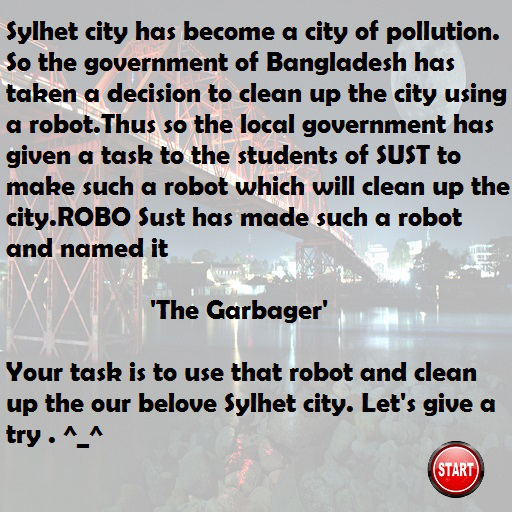 Sylhet city has become a city of pollution.
So the government of Bangladesh has
taken a decision to clean up the city using
a robot.Thus so the local government has
given a task to the students of SUST to
make such a robot which will clean up the
city.ROBO Sust has made such a robot
and named it
'The Garbager'
Your task is to use that robot and clean
up the our belove Sylhet city. Let's give a
try . ^_^
START